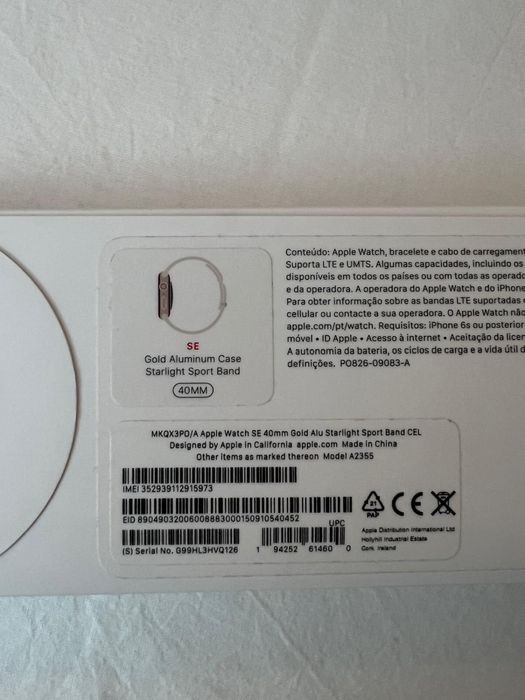 Conteúdo: Apple Watch, bracelete e cabo de
Suporta LTE e UMTS. Algumas capacidades, incluindo os
disponíveis em todos os países ou com todas as
e da operadora. A operadora do Apple Watch e do iPhone
Para obter informação sobre as bandas LTE suportadas
cellular ou contacte a sua operadora. O Apple Watch não
apple.com/pt/watch. Requisitos: iPhone 6s ou posterior
móvel • ID Apple • Acesso à internet • Aceitação da
A autonomia da bateria, os ciclos de carga e a vida útil
definições. PO826-09083-A
SE
Gold Aluminum Case
Starlight Sport Band
40MM
MKQX3PO/A Apple Watch SE 40mm Gold Alu Starlight Sport Band CEL
Designed by Apple in California apple.com Made in China
Other items as marked thereon Model A2355
IMEI 352939112915973
EID 89049032006008883000150910540452
UPC
(S) Serial No. G99HL3HVQ126
1 94252 61460 0
21
PAP
CE
Apple Distribution International Ltd
Hollyhill Industrial Estate
Cork Ireland